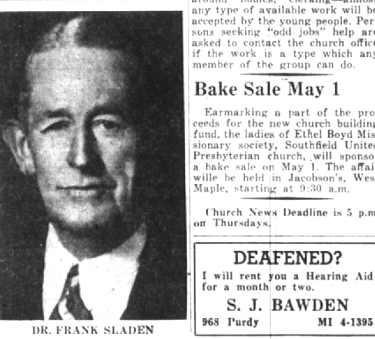 any type of available work will be
accepted by the young people. Per-
sons seeking "odd jobs" help are
asked to contact the church office
if the work is a type which any
member of the group can do.
Bake Sale May 1
Earmarking a part of the pro-
ceeds for the new church building
fund, the ladies of Ethel Boyd Mis-
sionary society, Southfield United
Presbyterian church, will sponsor
a bake sale on May 1. The affair
wille be held in Jacobson's, West
Maple, starting at 9:30 a.m.
Church News Deadline is 5 p.m.
on Thursdays.
DEAFENED?
I will rent you a Hearing Aid
for a month or two.
S. J. BAWDEN
968 Purdy MI 4-1395
DR. FRANK SLADEN